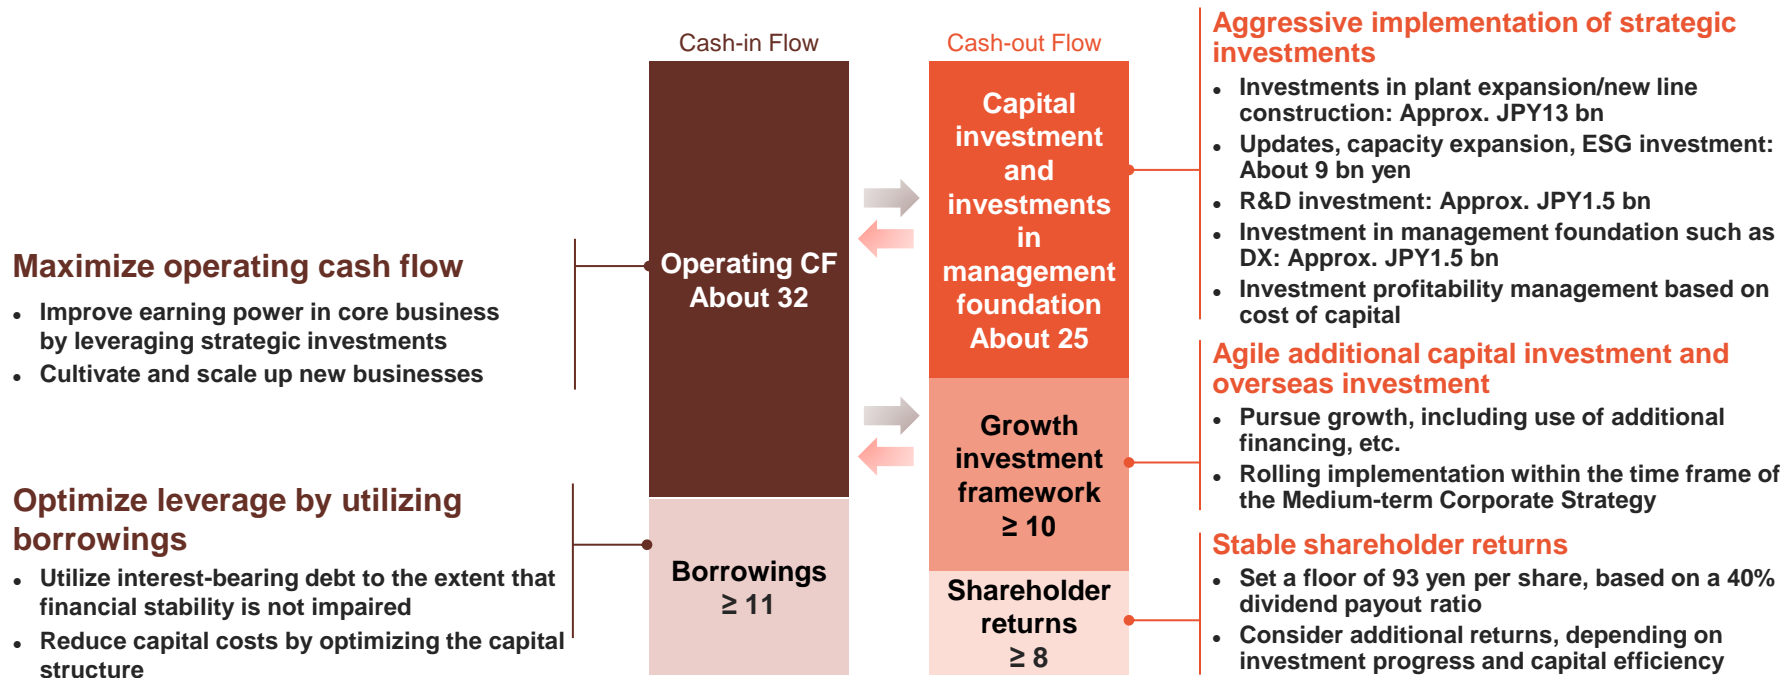 Cash-in Flow
Cash-out Flow
Maximize operating cash flow
• Improve earning power in core business
by leveraging strategic investments
• Cultivate and scale up new businesses
Optimize leverage by utilizing
borrowings
• Utilize interest-bearing debt to the extent that
financial stability is not impaired
• Reduce capital costs by optimizing the capital
structure
Operating CF
About 32
Borrowings
≥ 11
Capital
investment
and
investments
in
management
foundation
About 25
Growth
investment
framework
≥ 10
Shareholder
returns
≥ 8
Aggressive implementation of strategic
investments
• Investments in plant expansion/new line
construction: Approx. JPY13 bn
• Updates, capacity expansion, ESG investment:
About 9 bn yen
• R&D investment: Approx. JPY1.5 bn
• Investment in management foundation such as
DX: Approx. JPY1.5 bn
• Investment profitability management based on
cost of capital
Agile additional capital investment and
overseas investment
• Pursue growth, including use of additional
financing, etc.
• Rolling implementation within the time frame of
the Medium-term Corporate Strategy
Stable shareholder returns
• Set a floor of 93 yen per share, based on a 40%
dividend payout ratio
• Consider additional returns, depending on
investment progress and capital efficiency